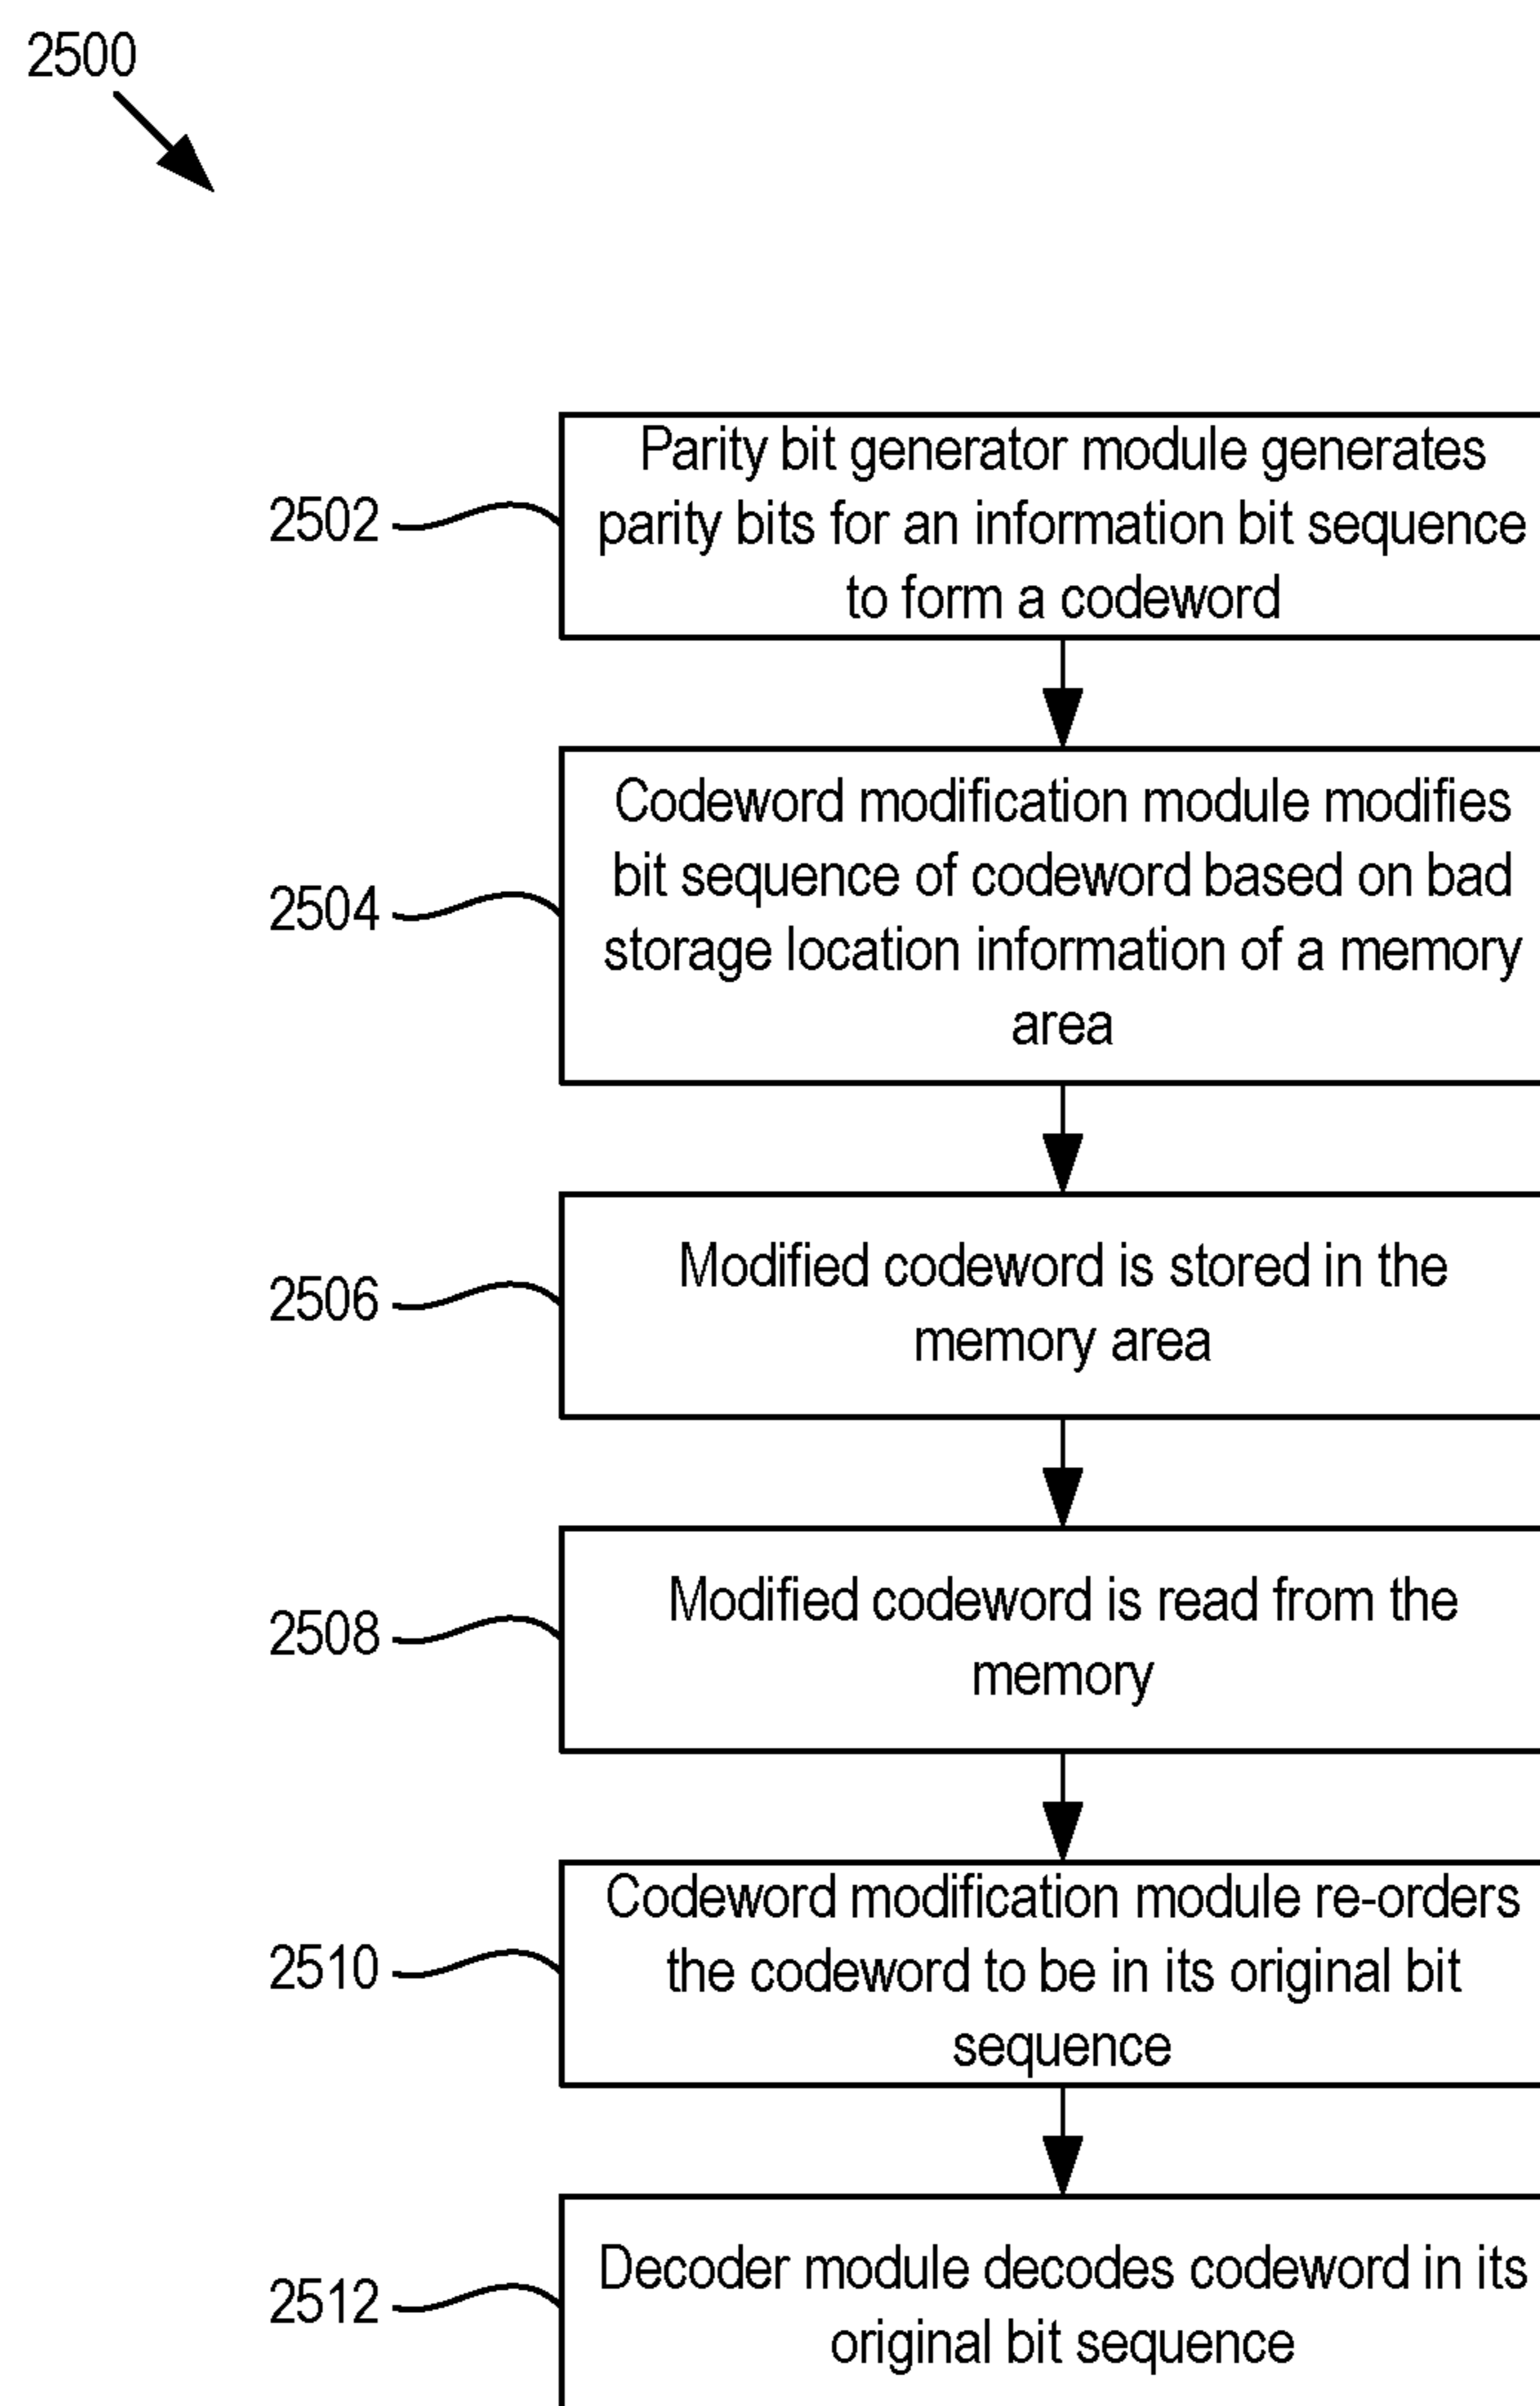 2500
2502
Parity bit generator module generates
parity bits for an information bit sequence
to form a codeword
2504
Codeword modification module modifies
bit sequence of codeword based on bad
storage location information of a memory
area
2506
Modified codeword is stored in the
memory area
2508
Modified codeword is read from the
memory
2510
Codeword modification module re-orders
the codeword to be in its original bit
sequence
2512
Decoder module decodes codeword in its
original bit sequence